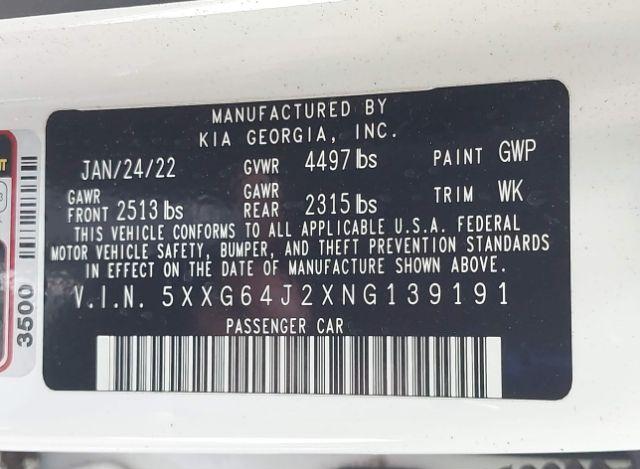 MANUFACTURED BY
KIA GEORGIA, INC.
JAN/24/22 GVWR 4497 lbs PAINT GWP
GAWR FRONT 2513 lbs GAWR REAR 2315 lbs TRIM WK
THIS VEHICLE CONFORMS TO ALL APPLICABLE U.S.A. FEDERAL
MOTOR VEHICLE SAFETY, BUMPER, AND THEFT PREVENTION STANDARDS
IN EFFECT ON THE DATE OF MANUFACTURE SHOWN ABOVE.
V.I.N. 5XXG64J2XNG139191
PASSENGER CAR
3500